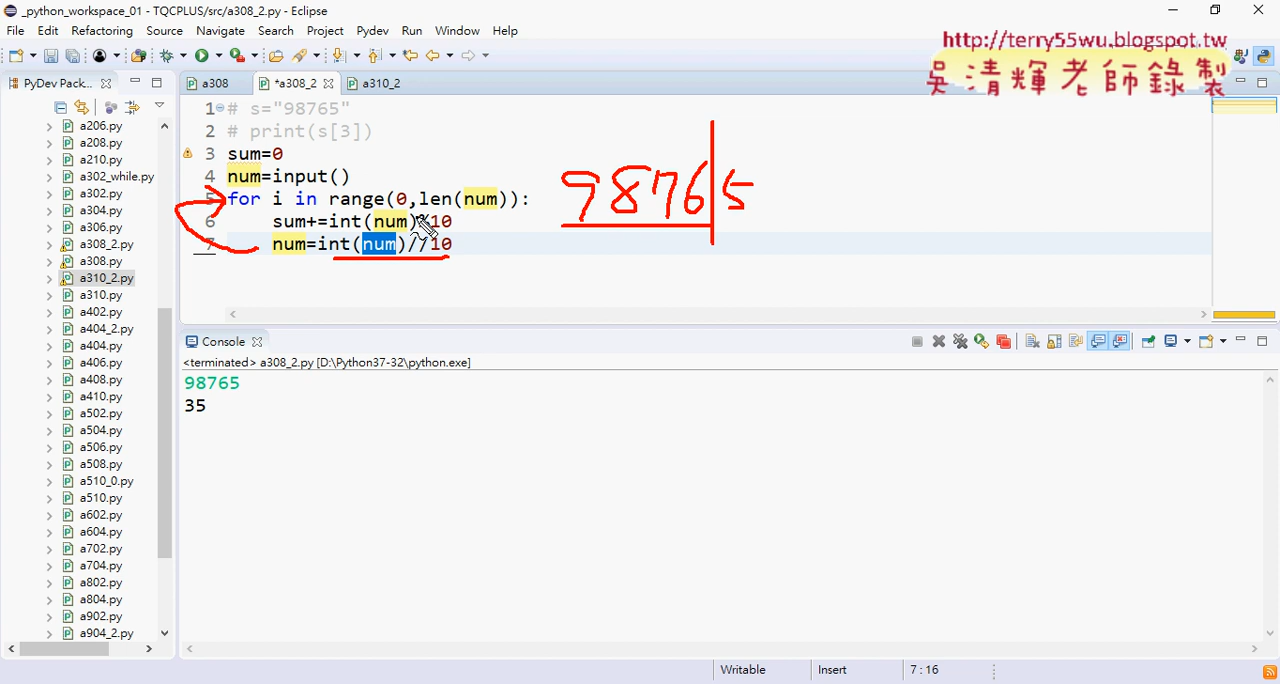 _python_workspace_01 - TQCPLUS/src/a308_2.py - Eclipse
File Edit Refactoring Source Navigate Search Project Pydev Run Window Help
http://terry55wu.blogspot.tw
吳清輝老師錄製
PyDev Pack...
a308
*a308_2
a310_2
a206.py
a208.py
a210.py
a302_while.py
a302.py
a304.py
a306.py
a308_2.py
a308.py
a310_2.py
a310.py
a402.py
a404_2.py
a404.py
a406.py
a408.py
a410.py
a502.py
a504.py
a506.py
a508.py
a510_0.py
a510.py
a602.py
a604.py
a702.py
a704.py
a802.py
a804.py
a902.py
a904_2.py
1 # s="98765"
2 # print(s[3])
3 sum=0
4 num=input()
5 for i in range(0,len(num)):
6 sum+=int(num)%10
7 num=int(num)//10
98765
Console
<terminated> a308_2.py [D:\Python37-32\python.exe]
98765
35
Writable Insert 7 : 16